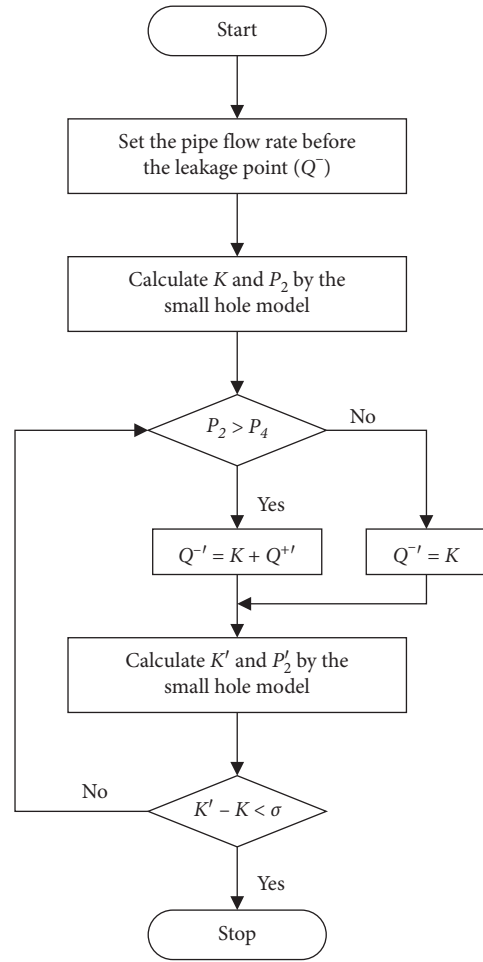 Start
Set the pipe flow rate before
the leakage point (Q⁻)
Calculate K and P₂ by the
small hole model
P₂ > P₄
No
Yes
Q⁻′ = K + Q⁺′
Q⁻′ = K
Calculate K′ and P₂′ by the
small hole model
No
K′ – K < σ
Yes
Stop